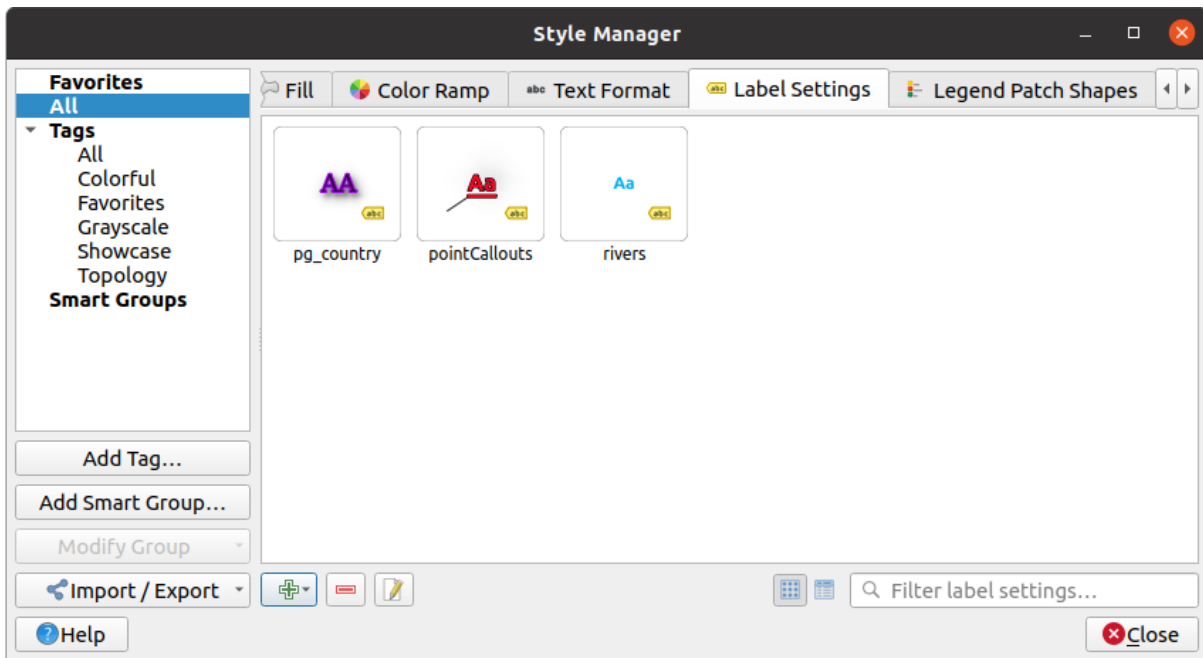 Style Manager
Favorites
All
Tags
All
Colorful
Favorites
Grayscale
Showcase
Topology
Smart Groups
Add Tag…
Add Smart Group…
Modify Group
Import / Export
Help
Fill
Color Ramp
abc Text Format
abc Label Settings
Legend Patch Shapes
AA
abc
pg_country
Aa
abc
pointCallouts
Aa
abc
rivers
Filter label settings…
Close